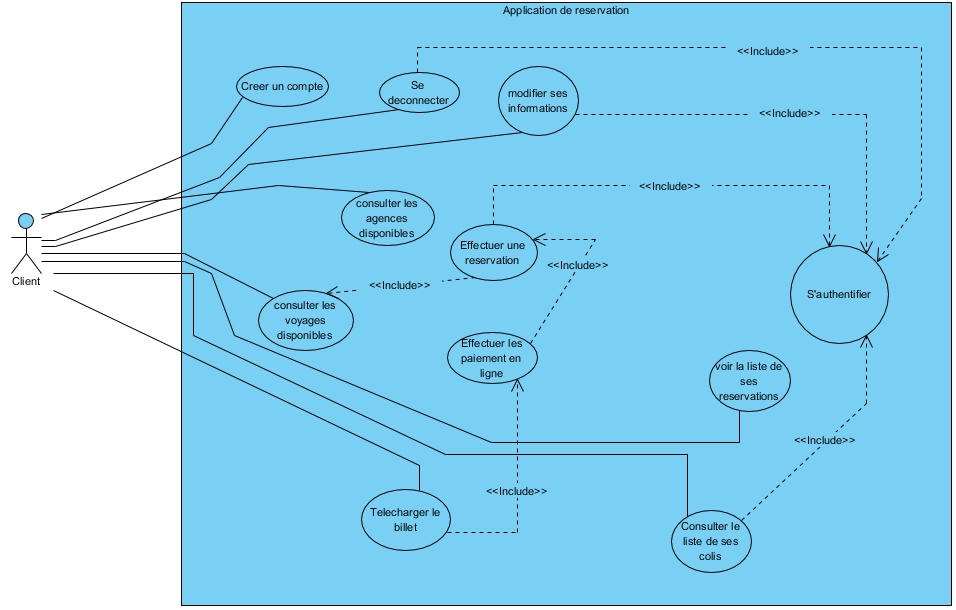 Application de reservation
<<Include>>
Creer un compte
Se
deconnecter
modifier ses
informations
<<Include>>
<<Include>>
consulter les
agences
disponibles
Client
Effectuer une
reservation
<<Include>>
<<Include>>
S'authentifier
consulter les
voyages
disponibles
Effectuer les
paiement en
ligne
voir la liste de
ses
reservations
<<Include>>
<<Include>>
Telecharger le
billet
Consulter le
liste de ses
colis